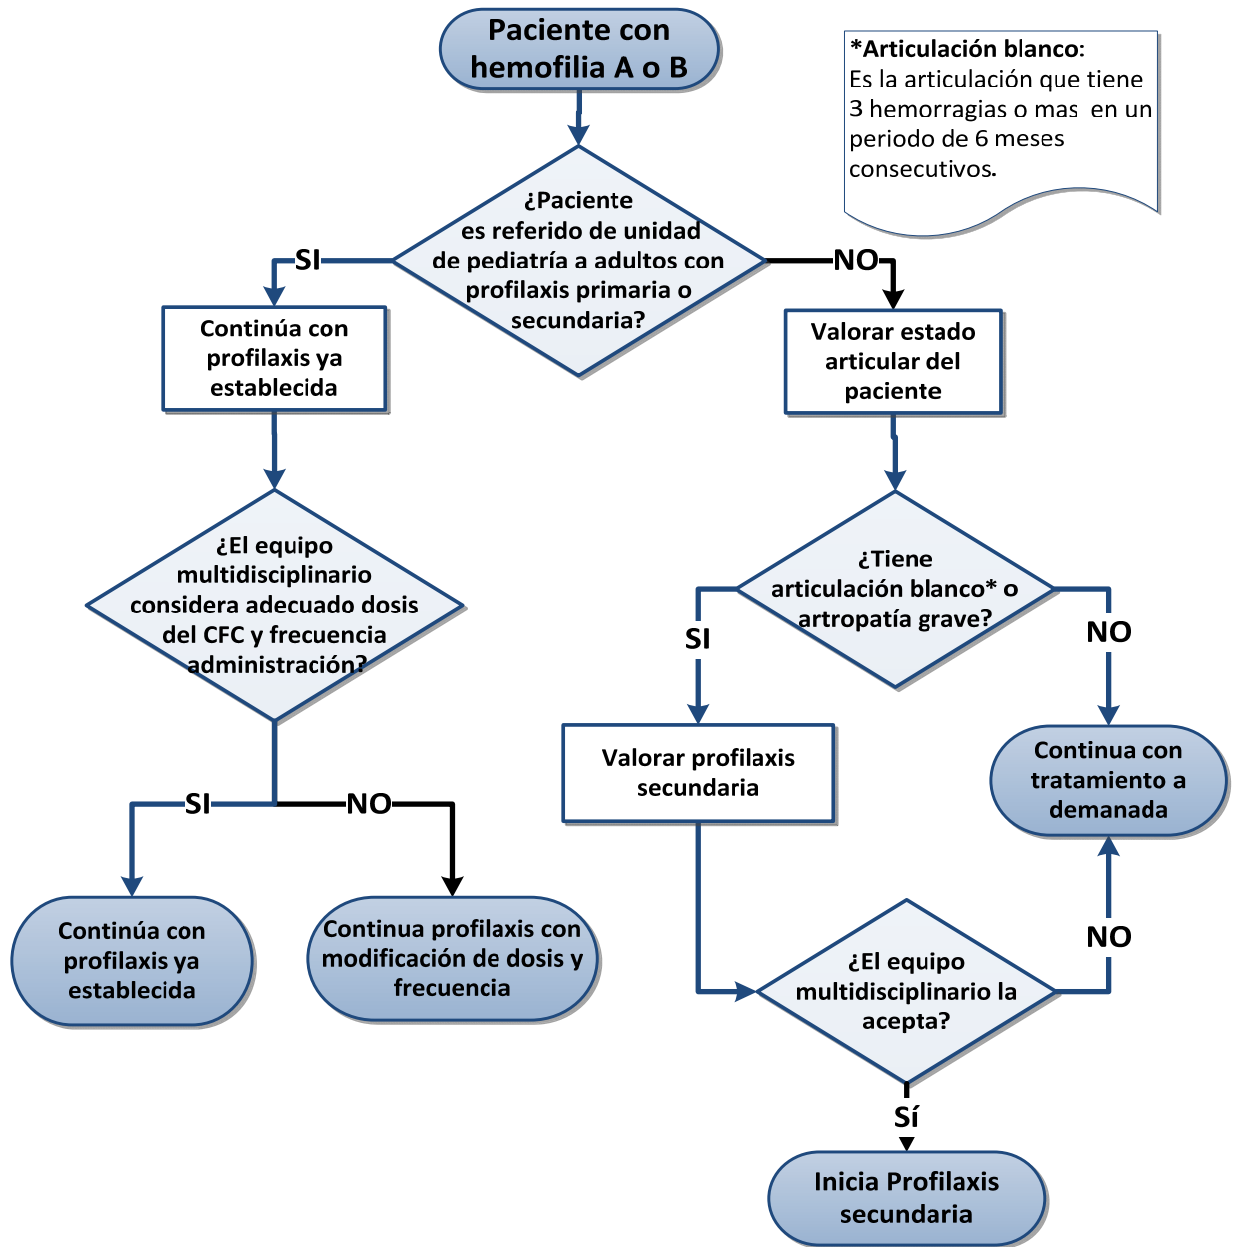 Paciente con
hemofilia A o B
*Articulación blanco:
Es la articulación que tiene
3 hemorragias o mas en un
periodo de 6 meses
consecutivos.
¿Paciente
es referido de unidad
de pediatría a adultos con
profilaxis primaria o
secundaria?
SI
NO
Continúa con
profilaxis ya
establecida
Valorar estado
articular del
paciente
¿El equipo
multidisciplinario
considera adecuado dosis
del CFC y frecuencia
administración?
¿Tiene
articulación blanco* o
artropatía grave?
SI
NO
Valorar profilaxis
secundaria
Continua con
tratamiento a
demanada
SI
NO
Continúa con
profilaxis ya
establecida
Continua profilaxis con
modificación de dosis y
frecuencia
¿El equipo
multidisciplinario la
acepta?
NO
Sí
Inicia Profilaxis
secundaria